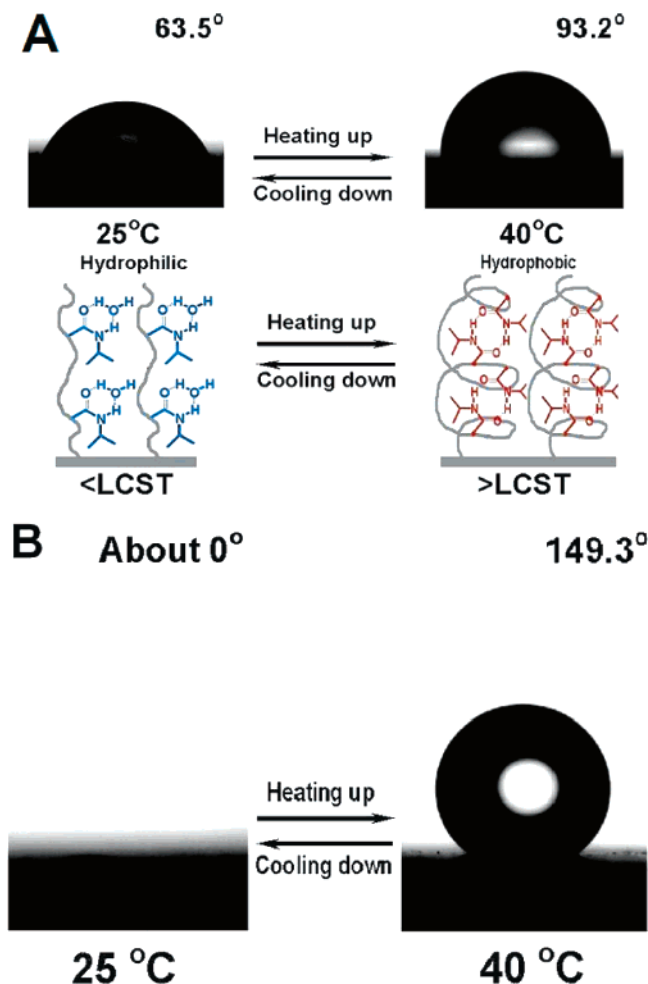 A
63.5°
93.2°
Heating up
Cooling down
25°C
40°C
Hydrophilic
Hydrophobic
O H H
O H H
N H
N H
O H H
O H H
N H
N H
Heating up
Cooling down
H O N
H O N
N H O
N H O
H O N
H O N
N H O
N H O
<LCST
>LCST
B
About 0°
149.3°
Heating up
Cooling down
25 °C
40 °C